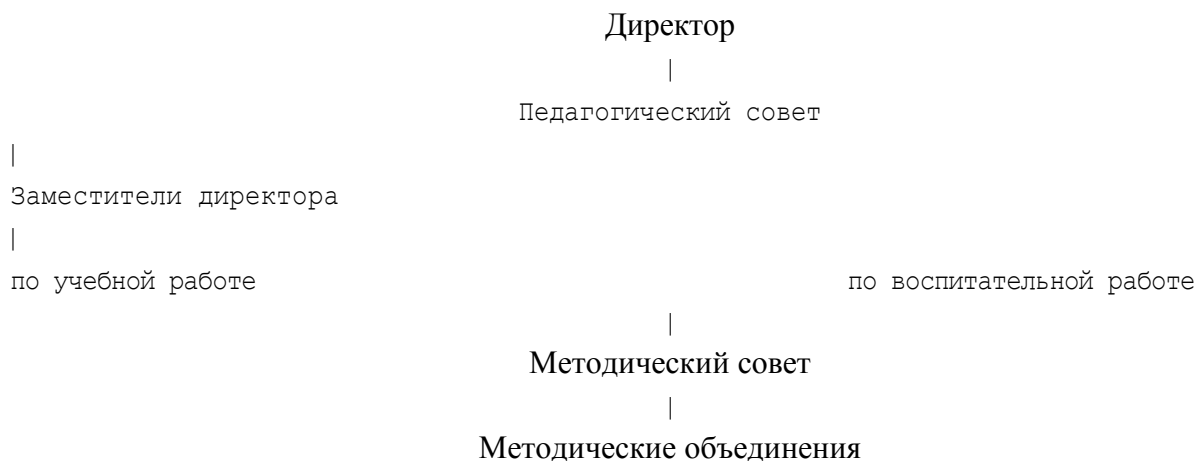 Директор
|
Педагогический совет
|
Заместители директора
|
по учебной работе по воспитательной работе
|
Методический совет
|
Методические объединения